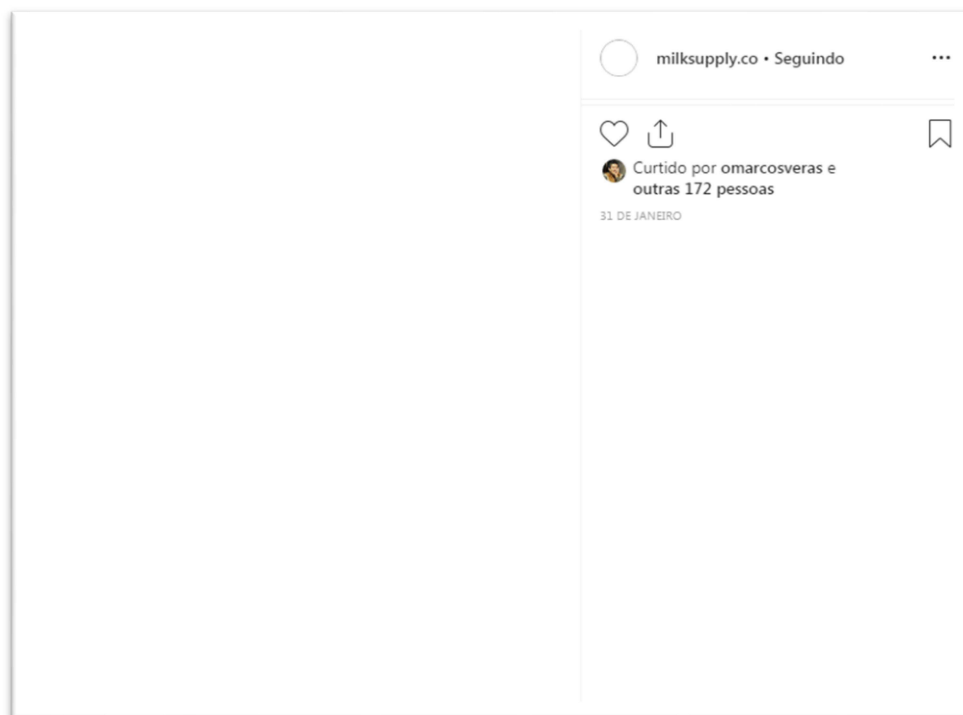 milksupply.co • Seguindo
Curtido por omarcosveras e
outras 172 pessoas
31 DE JANEIRO